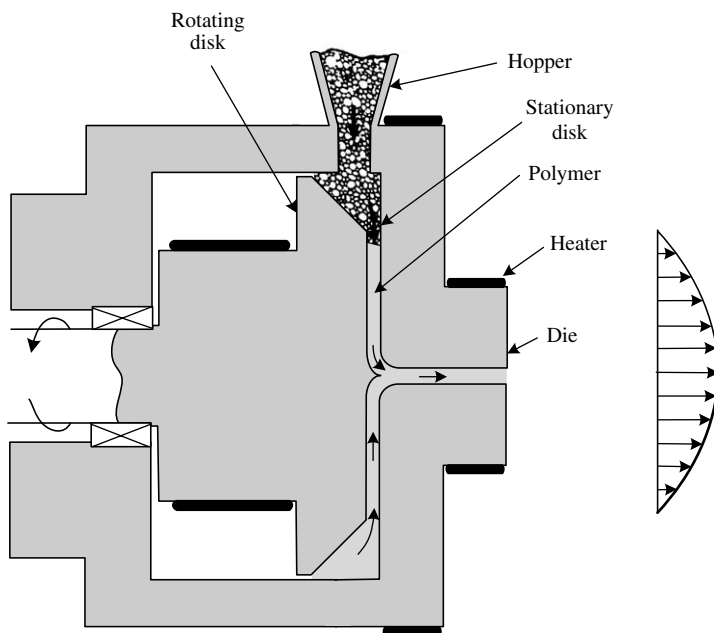 Rotating
disk
Hopper
Stationary
disk
Polymer
Heater
Die